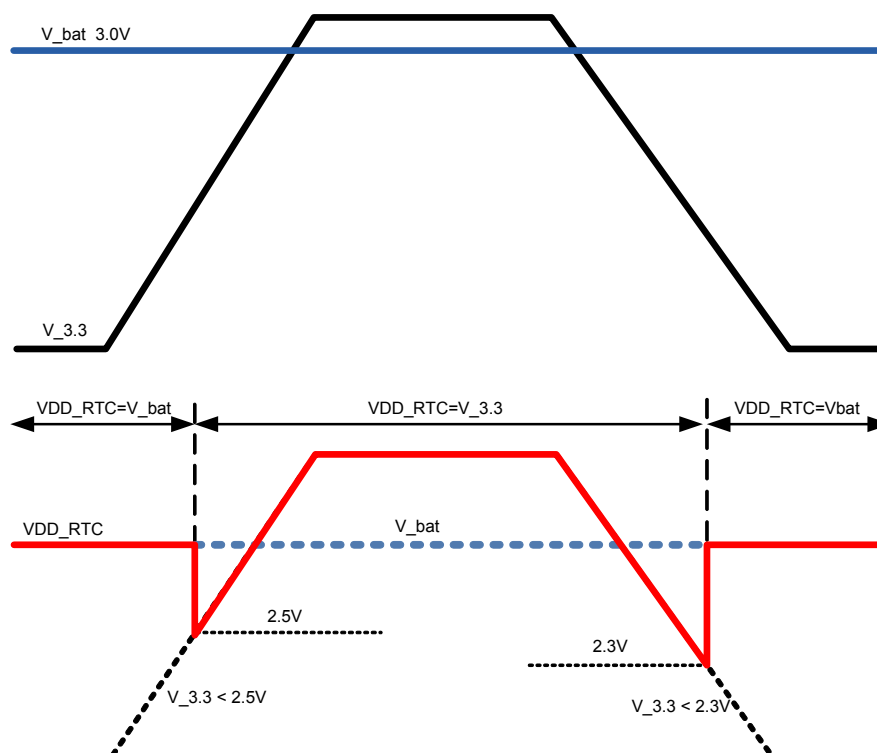 V_bat 3.0V
V_3.3
VDD_RTC=V_bat
VDD_RTC=V_3.3
VDD_RTC=Vbat
VDD_RTC
V_bat
2.5V
2.3V
V_3.3 < 2.5V
V_3.3 < 2.3V